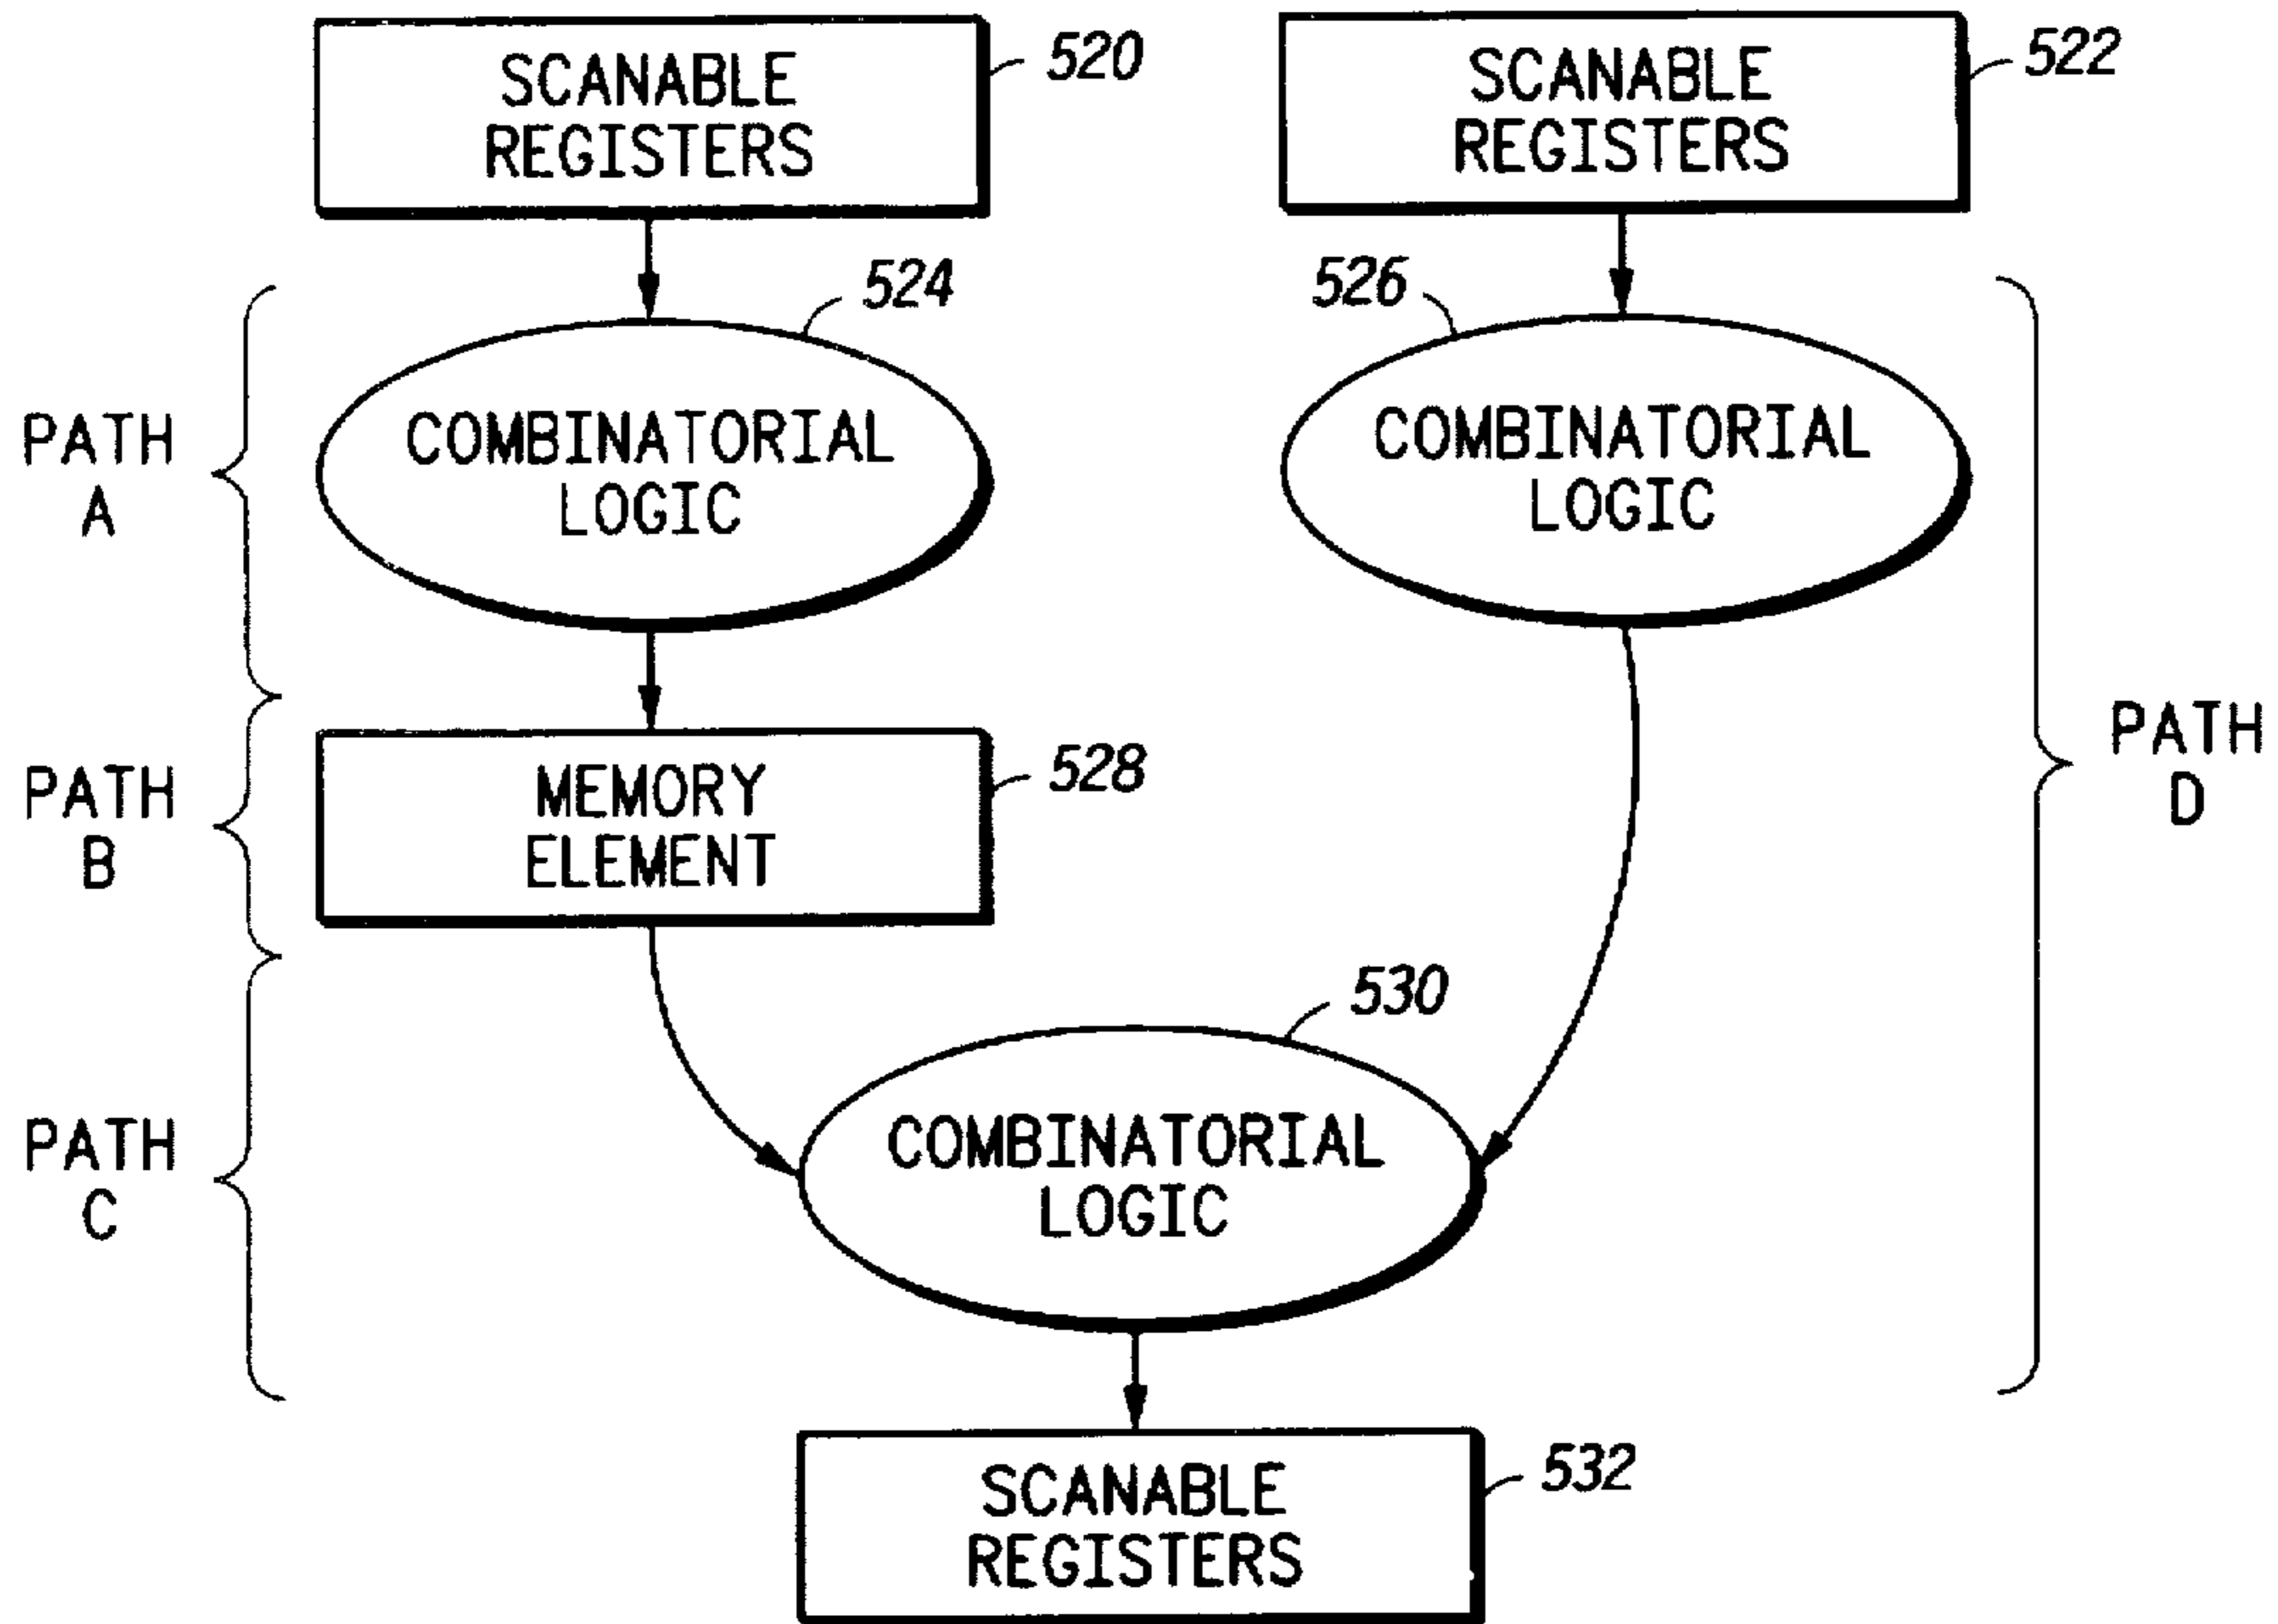 SCANABLE
REGISTERS
520
SCANABLE
REGISTERS
522
524
526
PATH
A
COMBINATORIAL
LOGIC
COMBINATORIAL
LOGIC
PATH
B
MEMORY
ELEMENT
528
PATH
D
530
PATH
C
COMBINATORIAL
LOGIC
SCANABLE
REGISTERS
532